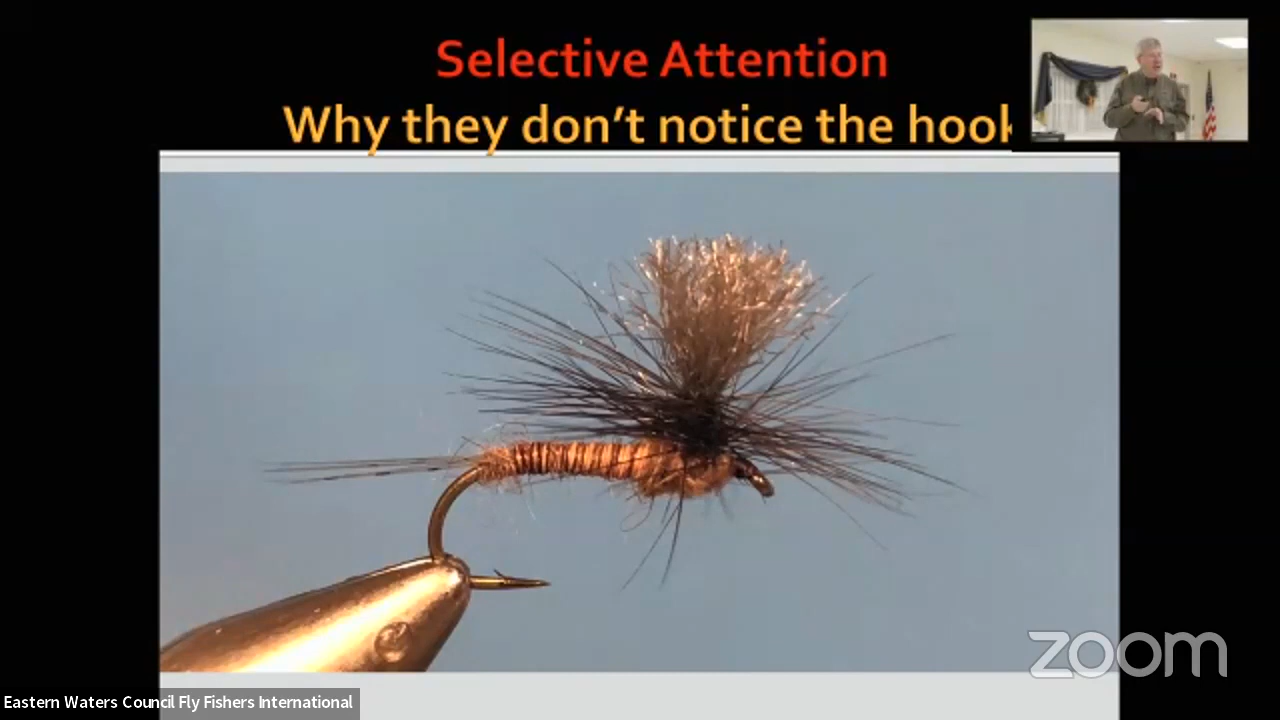 Selective Attention
Why they don't notice the hook
zoom
Eastern Waters Council Fly Fishers International